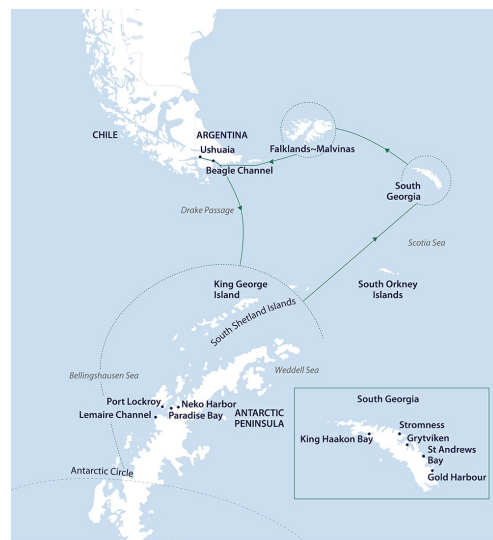 CHILE
ARGENTINA
Ushuaia
Beagle Channel
Falklands~Malvinas
South
Georgia
Drake Passage
Scotia Sea
King George
Island
South Shetland Islands
South Orkney
Islands
Bellingshausen Sea
Weddell Sea
Port Lockroy
Neko Harbor
Lemaire Channel
Paradise Bay
ANTARCTIC
PENINSULA
Antarctic Circle
South Georgia
Stromness
King Haakon Bay
Grytviken
St Andrews
Bay
Gold Harbour